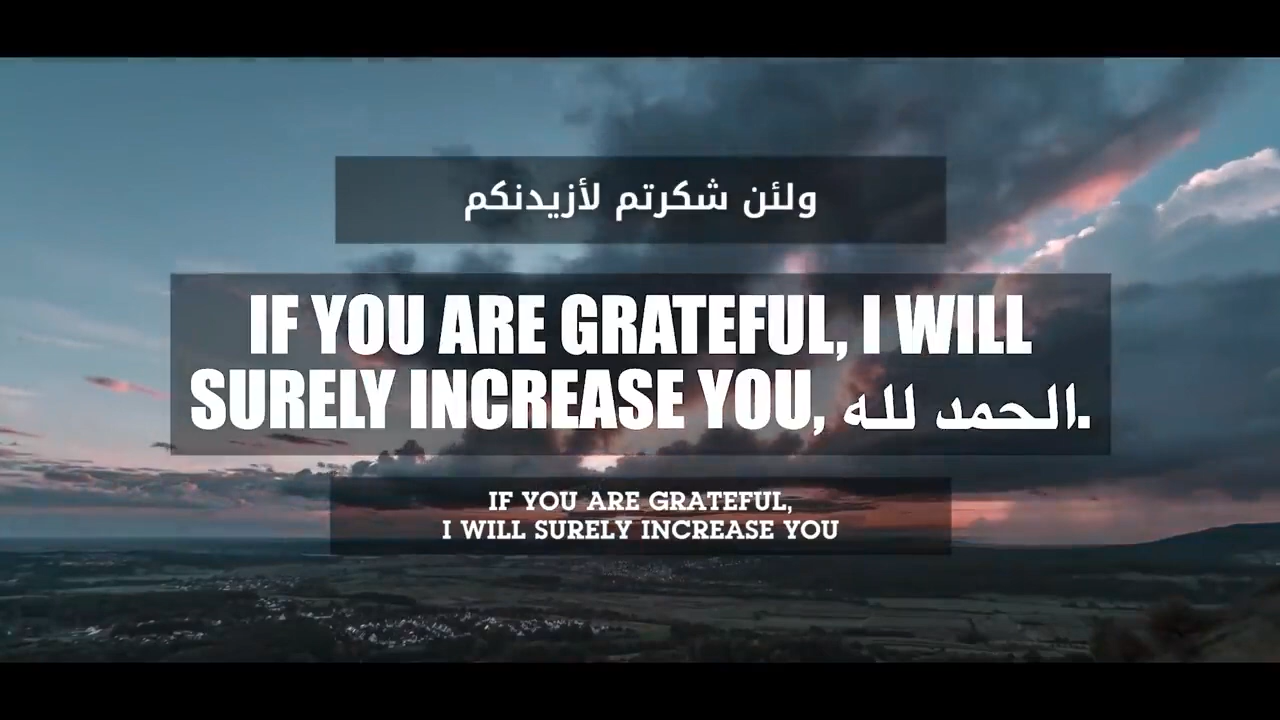 ولئن شكرتم لأزيدنكم
IF YOU ARE GRATEFUL, I WILL
SURELY INCREASE YOU, الحمد لله.
IF YOU ARE GRATEFUL,
I WILL SURELY INCREASE YOU